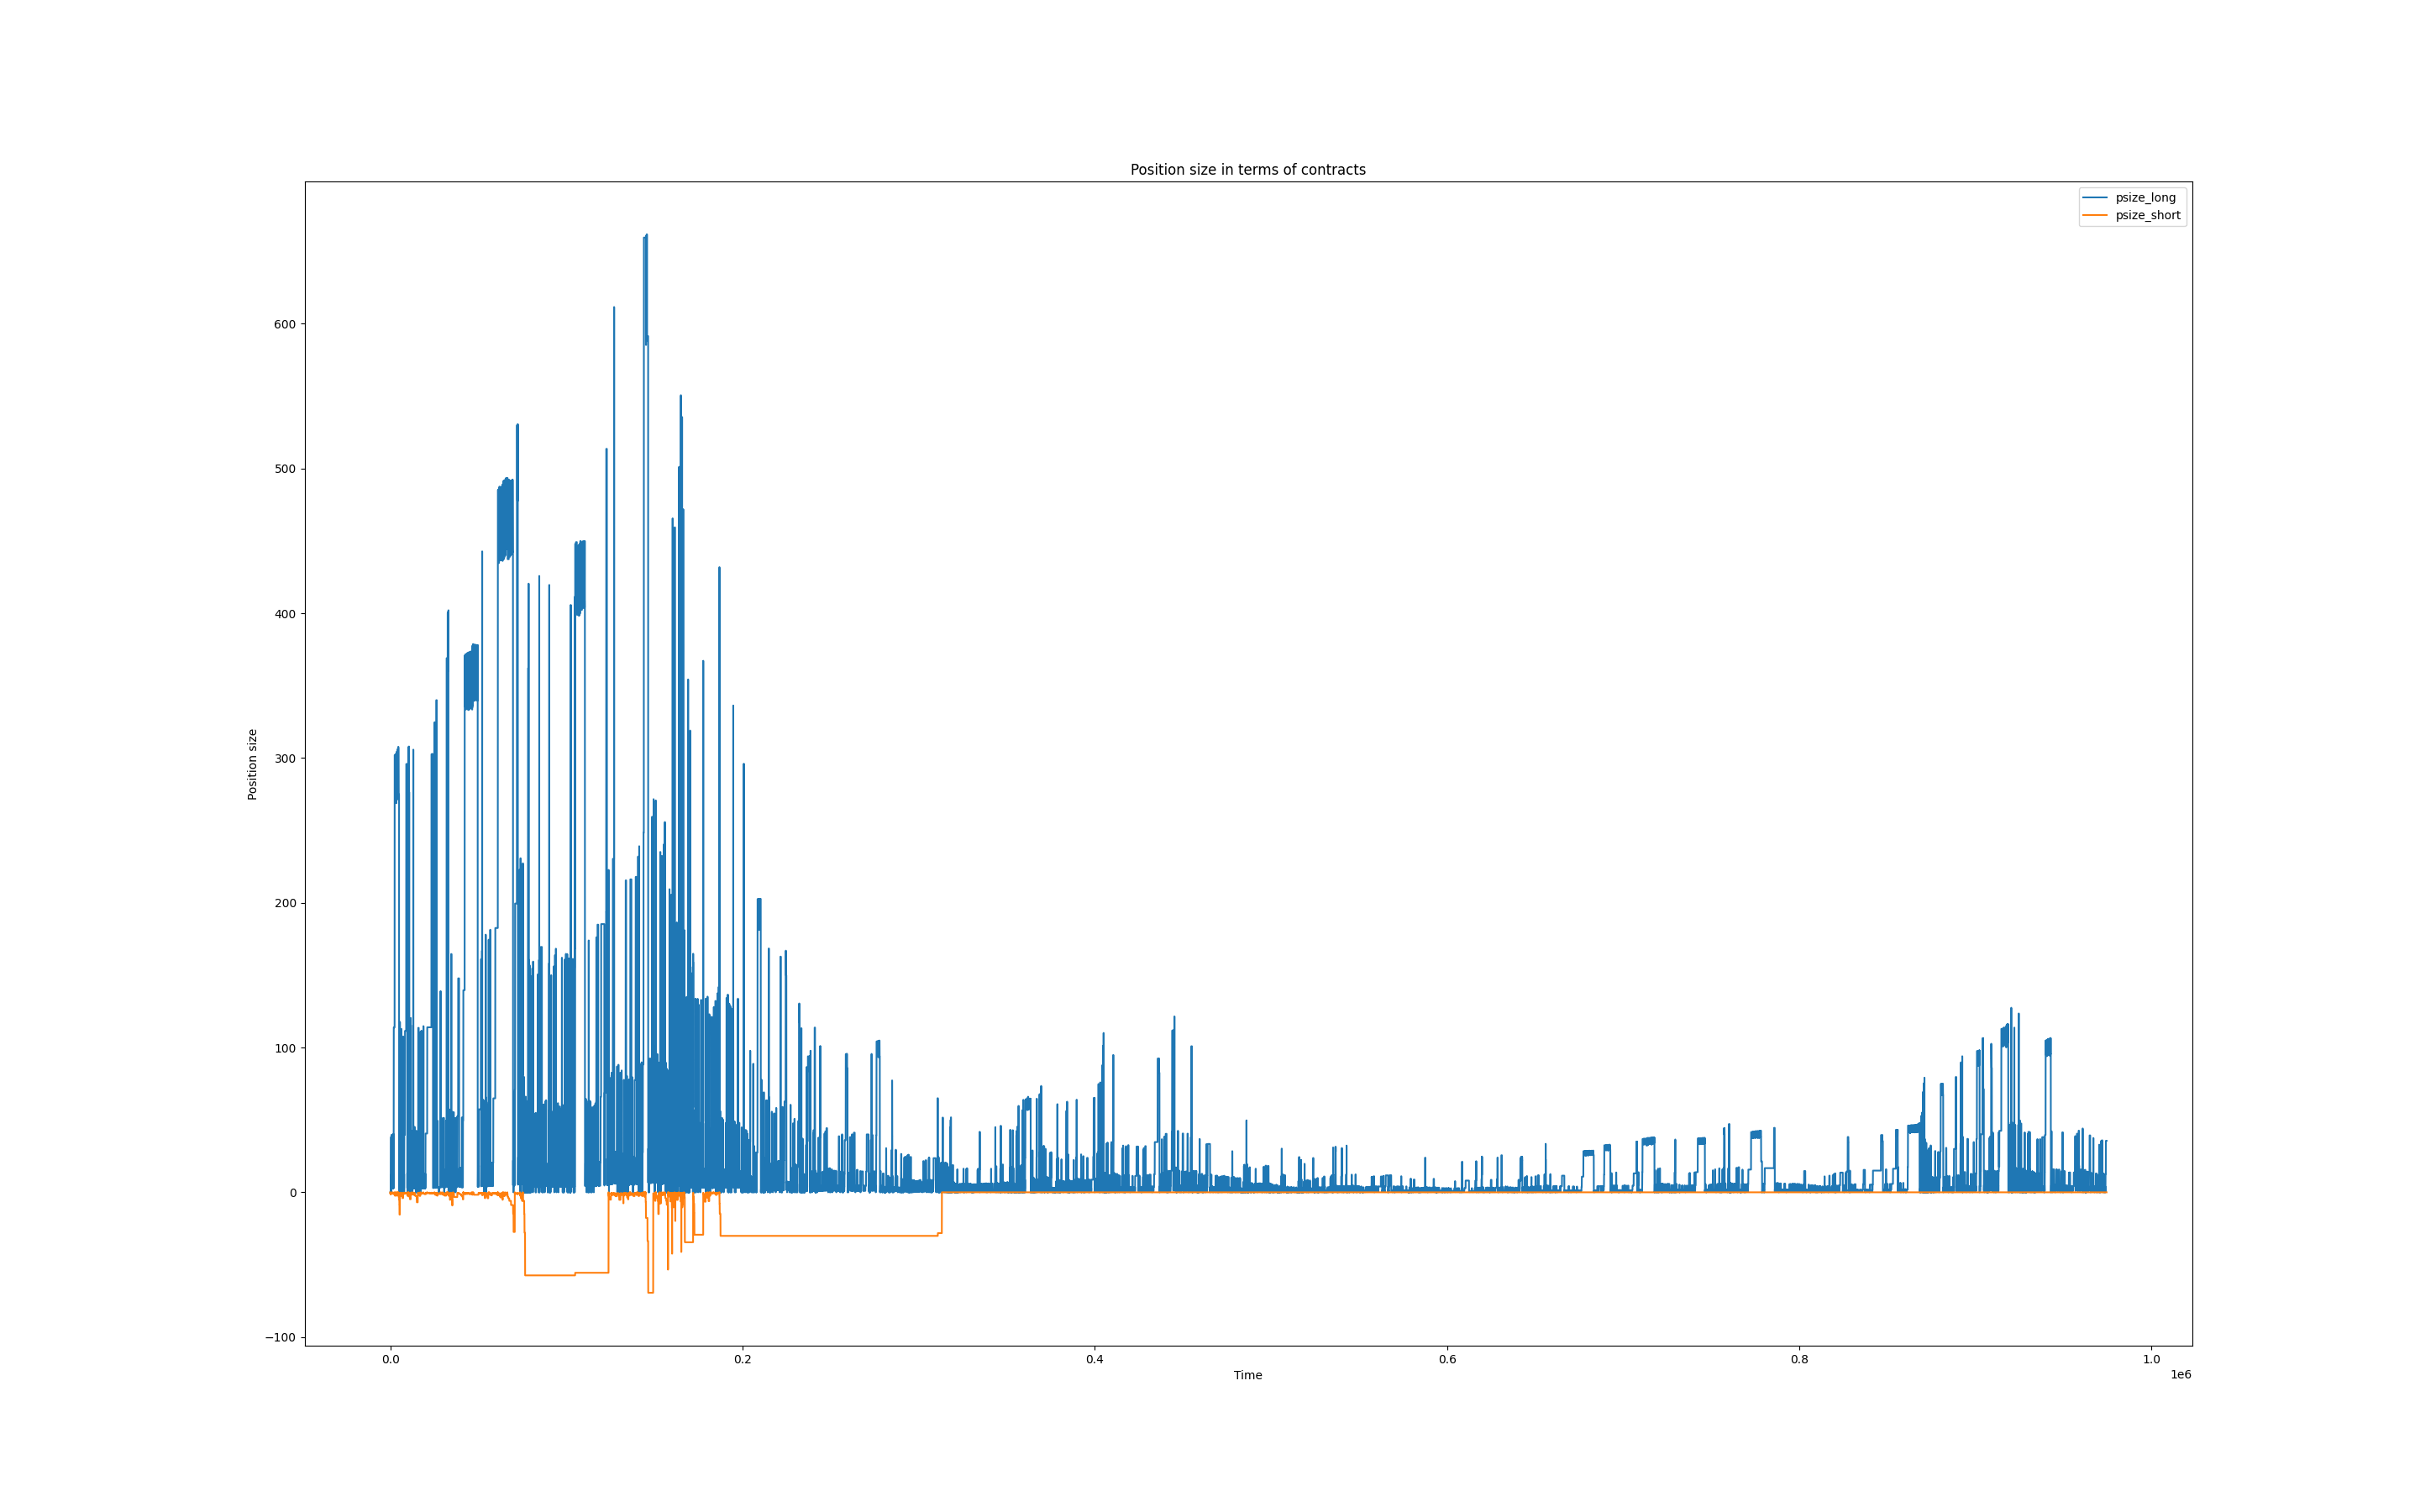 Position size in terms of contracts
psize_long
psize_short
Position size
600
500
400
300
200
100
0
−100
0.0
0.2
0.4
0.6
0.8
1.0
1e6
Time